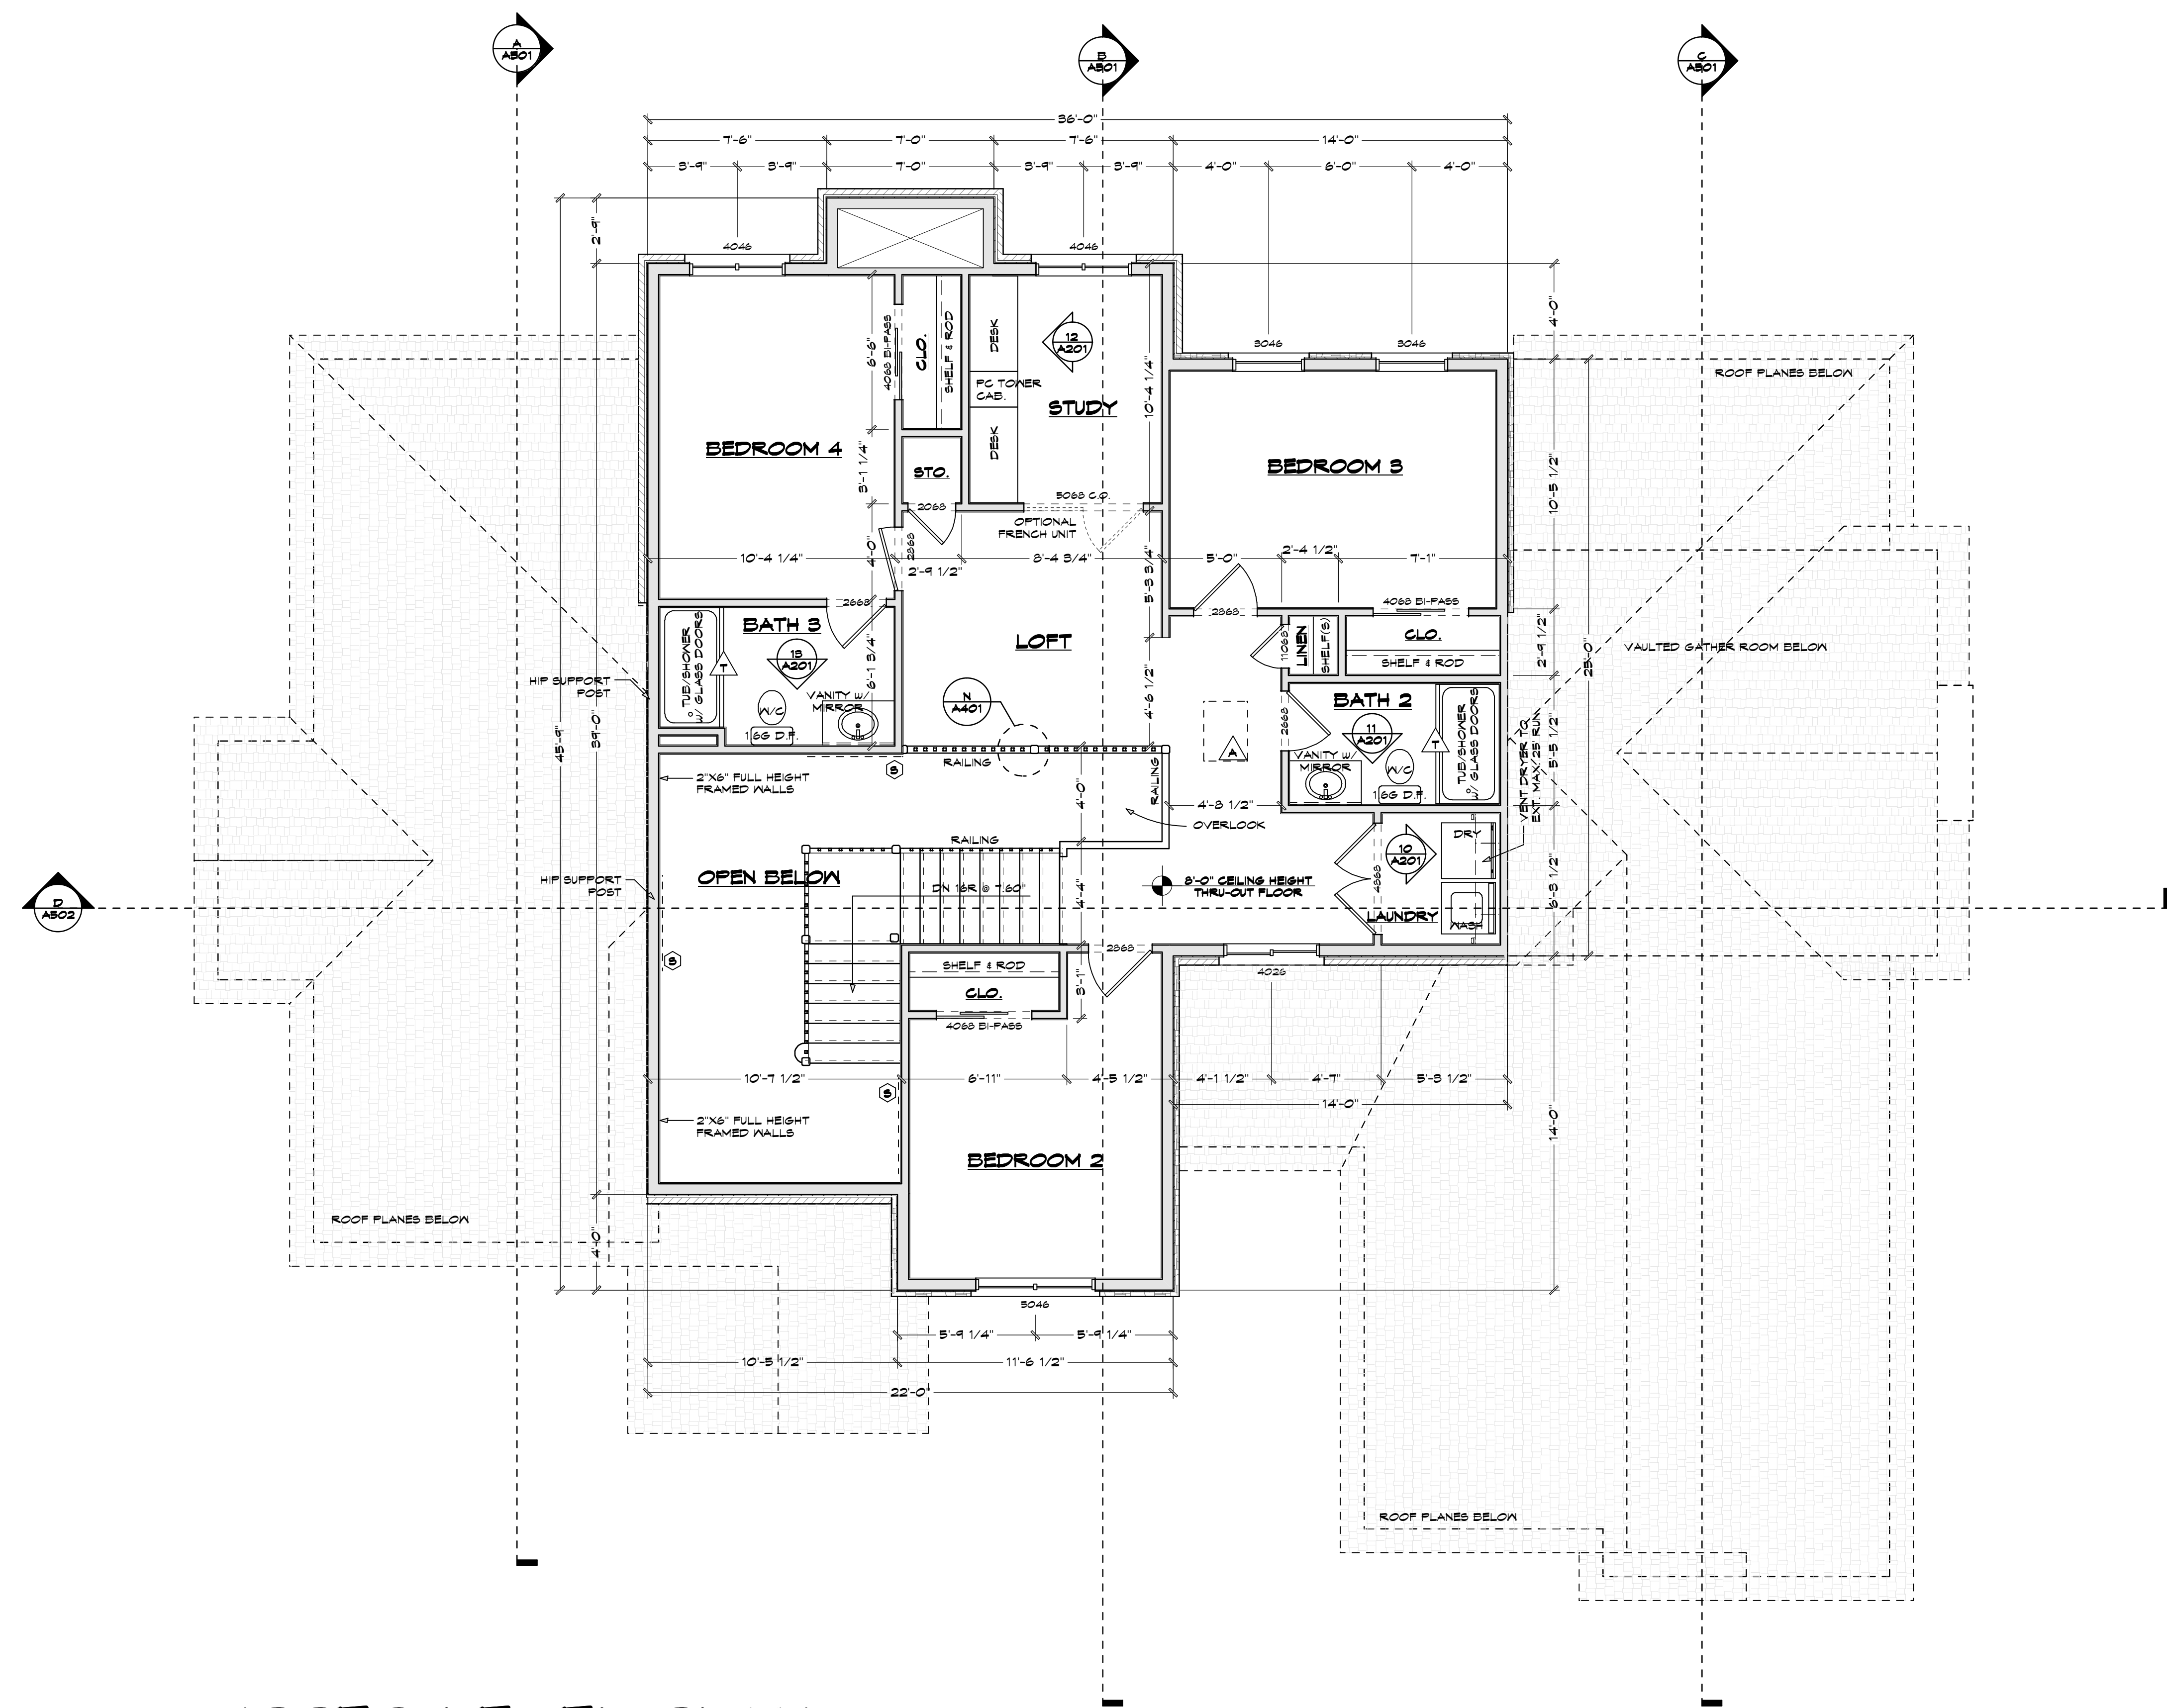 A
A501
B
A501
C
A501
36'-0"
7'-6"
7'-0"
7'-6"
14'-0"
3'-9"
3'-9"
7'-0"
3'-9"
3'-9"
4'-0"
6'-0"
4'-0"
2'-9"
4046
4046
4'-0"
3046
3046
12
A201
DESK
4068 BI-PASS
CLO.
SHELF & ROD
6'-6"
10'-4 1/4"
ROOF PLANES BELOW
PC TOWER
CAB.
STUDY
BEDROOM 4
DESK
BEDROOM 3
STO.
3'-1 1/4"
10'-5 1/2"
5068 C.O.
2068
OPTIONAL
FRENCH UNIT
2868
4'-0"
10'-4 1/4"
2'-9 1/2"
8'-4 3/4"
5'-0"
2'-4 1/2"
7'-1"
5'-3 3/4"
2668
4068 BI-PASS
2868
BATH 3
LOFT
11068
LINEN
SHELF(S)
CLO.
SHELF & ROD
2'-9 1/2"
25'-0"
VAULTED GATHER ROOM BELOW
13
A201
T
TUB/SHOWER
W/ GLASS DOORS
6'-1 3/4"
HIP SUPPORT
POST
VANITY W/
MIRROR
W/C
1.6G D.F.
N
A401
4'-6 1/2"
BATH 2
2668
11
A201
T
TUB/SHOWER
W/ GLASS DOORS
VENT DRYER TO
EXT. MAX/25' RUN.
5'-5 1/2"
45'-9"
39'-0"
A
RAILING
RAILING
S
2"X6" FULL HEIGHT
FRAMED WALLS
VANITY W/
MIRROR
W/C
1.6G D.F.
4'-0"
4'-8 1/2"
OVERLOOK
RAILING
DRY
10
A201
4868
6'-3 1/2"
OPEN BELOW
HIP SUPPORT
POST
DN 16R @ 7.60"
4'-4"
8'-0" CEILING HEIGHT
THRU-OUT FLOOR
LAUNDRY
WASH
D
A502
2868
S
SHELF & ROD
4026
CLO.
3'-1"
4068 BI-PASS
10'-7 1/2"
6'-11"
4'-5 1/2"
4'-1 1/2"
4'-7"
5'-3 1/2"
S
14'-0"
14'-0"
2"X6" FULL HEIGHT
FRAMED WALLS
BEDROOM 2
ROOF PLANES BELOW
4'-0"
5046
5'-9 1/4"
5'-9 1/4"
10'-5 1/2"
11'-6 1/2"
22'-0"
ROOF PLANES BELOW